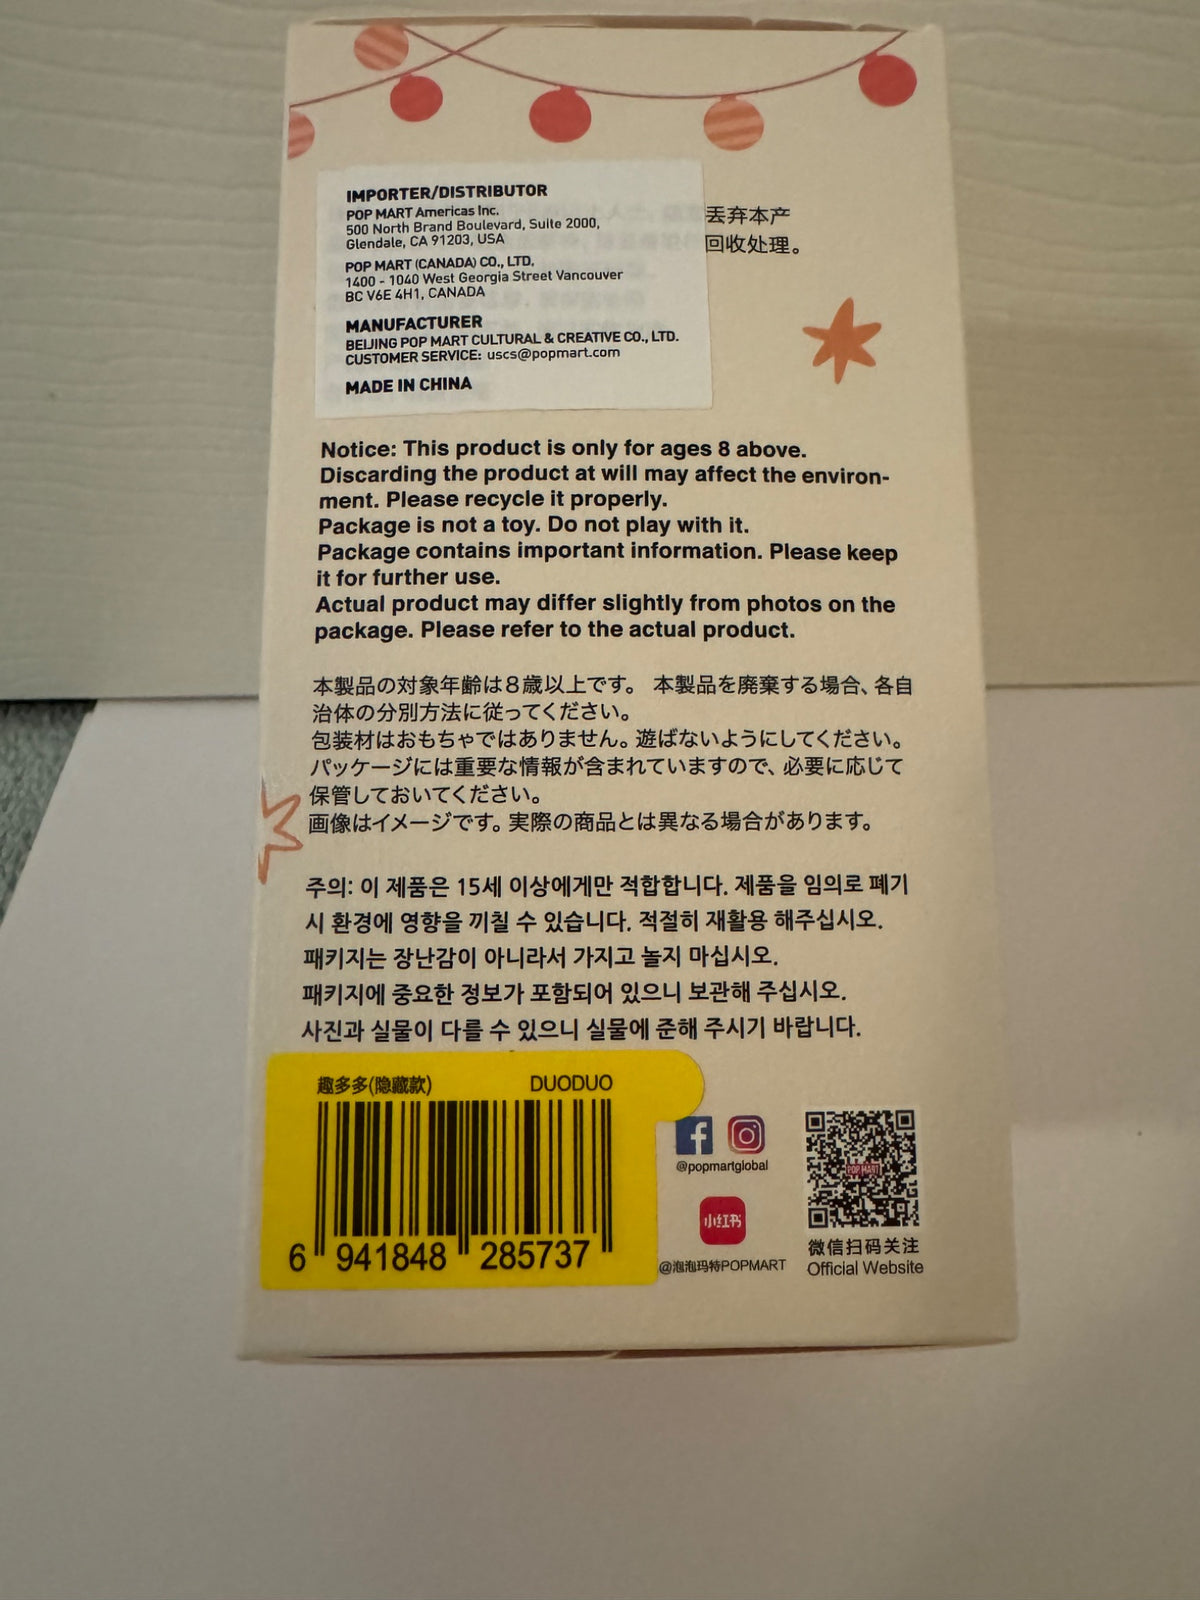 IMPORTER/DISTRIBUTOR
POP MART Americas Inc.
500 North Brand Boulevard, Suite 2000,
Glendale, CA 91203, USA
POP MART (CANADA) CO., LTD.
1400 - 1040 West Georgia Street Vancouver
BC V6E 4H1, CANADA
MANUFACTURER
BEIJING POP MART CULTURAL & CREATIVE CO., LTD.
CUSTOMER SERVICE: uscs@popmart.com
MADE IN CHINA
丢弃本产
回收处理。
Notice: This product is only for ages 8 above.
Discarding the product at will may affect the environ-
ment. Please recycle it properly.
Package is not a toy. Do not play with it.
Package contains important information. Please keep
it for further use.
Actual product may differ slightly from photos on the
package. Please refer to the actual product.
本製品の対象年齢は8歳以上です。 本製品を廃棄する場合、各自
治体の分別方法に従ってください。
包装材はおもちゃではありません。遊ばないようにしてください。
パッケージには重要な情報が含まれていますので、必要に応じて
保管しておいてください。
画像はイメージです。実際の商品とは異なる場合があります。
주의: 이 제품은 15세 이상에게만 적합합니다. 제품을 임의로 폐기
시 환경에 영향을 끼칠 수 있습니다. 적절히 재활용 해주십시오.
패키지는 장난감이 아니라서 가지고 놀지 마십시오.
패키지에 중요한 정보가 포함되어 있으니 보관해 주십시오.
사진과 실물이 다를 수 있으니 실물에 준해 주시기 바랍니다.
趣多多(隐藏款) DUODUO
6 941848 285737
@popmartglobal
小红书
@泡泡玛特POPMART
POP MART
微信扫码关注
Official Website